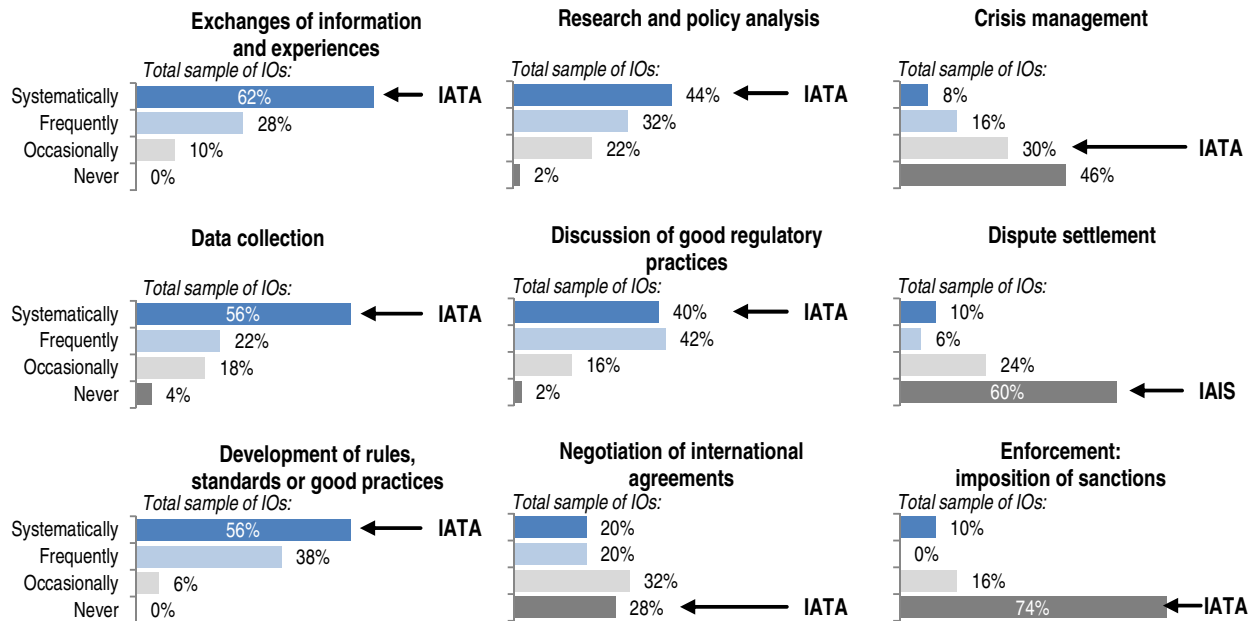 Exchanges of information
and experiences
Total sample of IOs:
Systematically 62% IATA
Frequently 28%
Occasionally 10%
Never 0%
Research and policy analysis
Total sample of IOs:
44% IATA
32%
22%
2%
Crisis management
Total sample of IOs:
8%
16%
30% IATA
46%
Data collection
Total sample of IOs:
Systematically 56% IATA
Frequently 22%
Occasionally 18%
Never 4%
Discussion of good regulatory
practices
Total sample of IOs:
40% IATA
42%
16%
2%
Dispute settlement
Total sample of IOs:
10%
6%
24%
60% IAIS
Development of rules,
standards or good practices
Total sample of IOs:
Systematically 56% IATA
Frequently 38%
Occasionally 6%
Never 0%
Negotiation of international
agreements
Total sample of IOs:
20%
20%
32%
28% IATA
Enforcement:
imposition of sanctions
Total sample of IOs:
10%
0%
16%
74% IATA